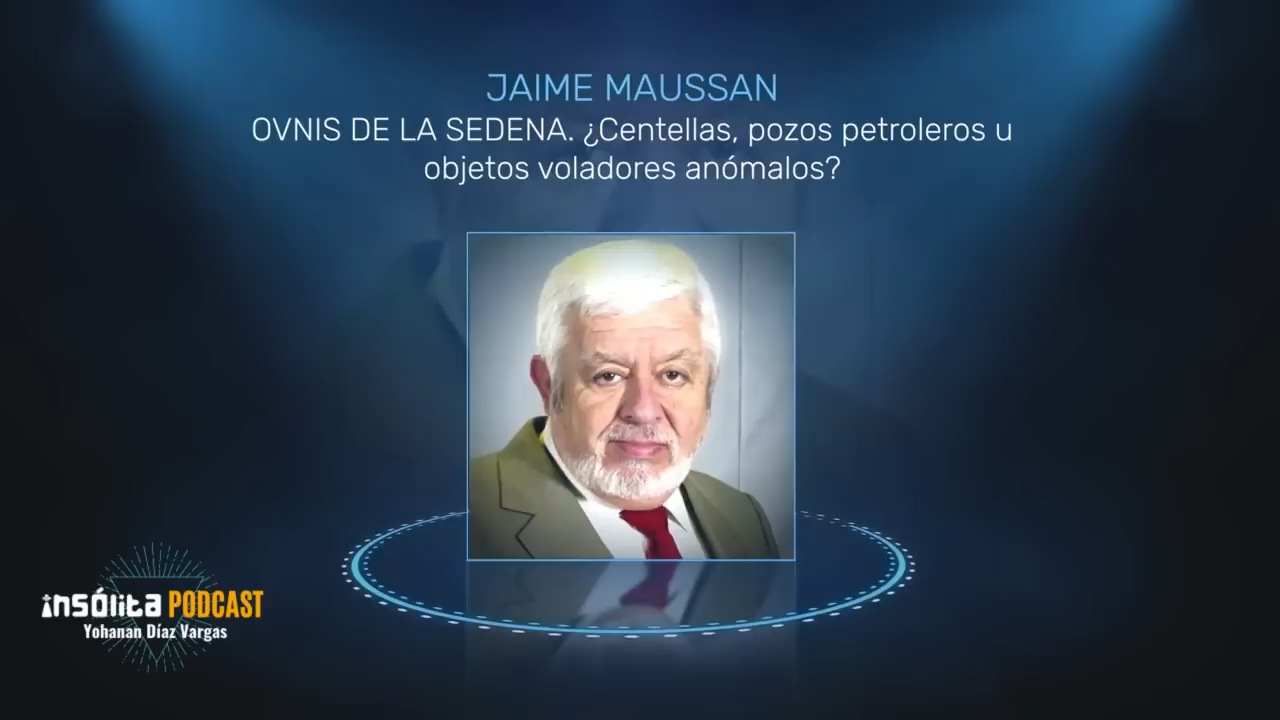 JAIME MAUSSAN
OVNIS DE LA SEDENA. ¿Centellas, pozos petroleros u
objetos voladores anómalos?
insólita PODCAST
Yohanan Díaz Vargas